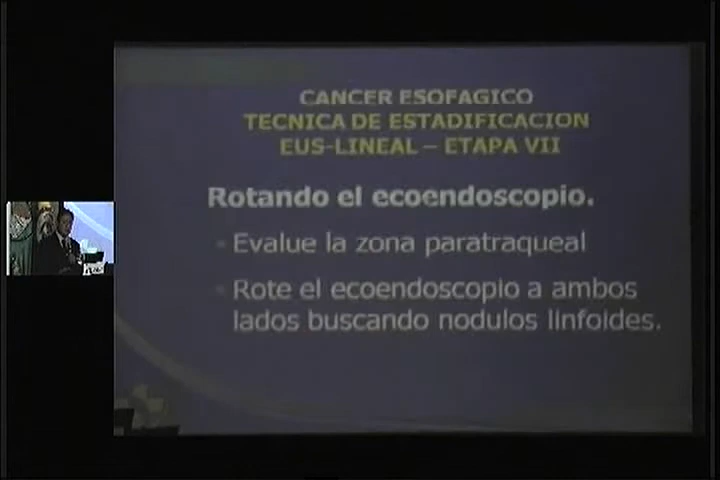 CANCER ESOFAGICO
TECNICA DE ESTADIFICACION
EUS-LINEAL – ETAPA VII
Rotando el ecoendoscopio.
Evalue la zona paratraqueal
Rote el ecoendoscopio a ambos
lados buscando nodulos linfoides.